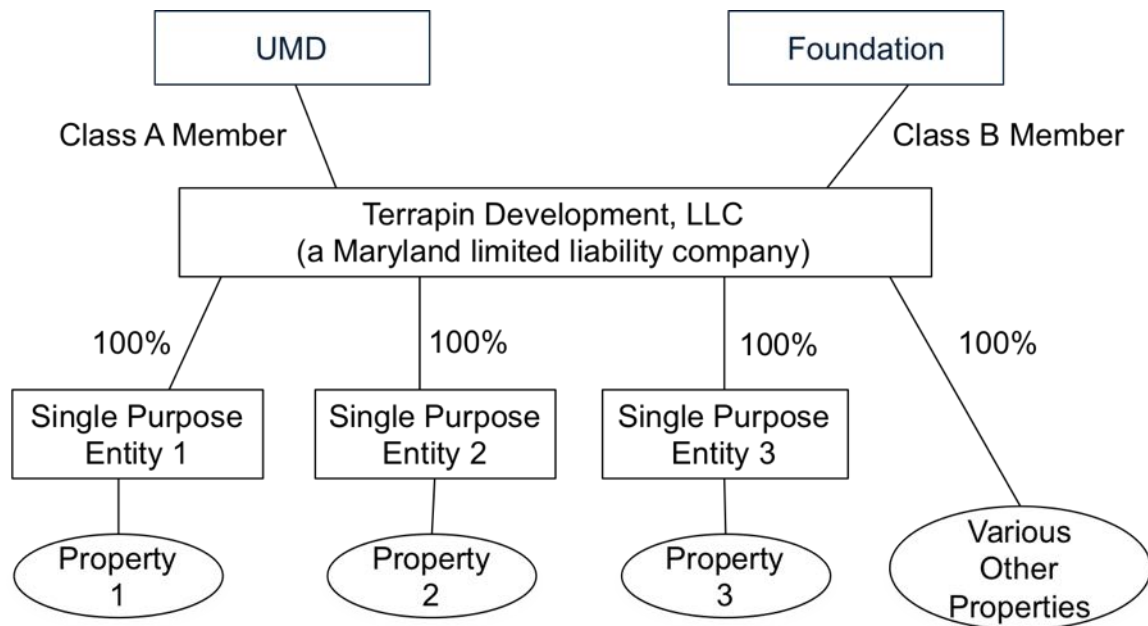 UMD
Foundation
Class A Member
Class B Member
Terrapin Development, LLC
(a Maryland limited liability company)
100%
100%
100%
100%
Single Purpose
Entity 1
Single Purpose
Entity 2
Single Purpose
Entity 3
Property
1
Property
2
Property
3
Various
Other
Properties